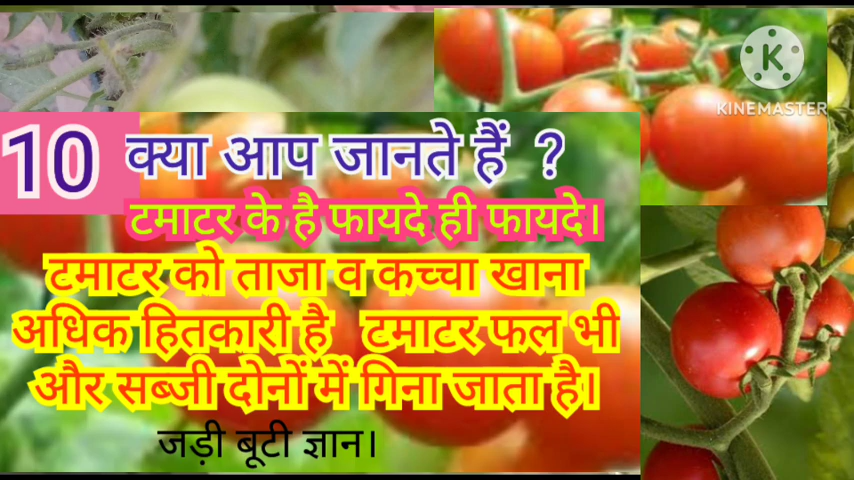 10 क्या आप जानते हैं ?
टमाटर के है फायदे ही फायदे।
टमाटर को ताजा व कच्चा खाना
अधिक हितकारी है टमाटर फल भी
और सब्जी दोनों में गिना जाता है।
जड़ी बूटी ज्ञान।
K
KINEMASTER